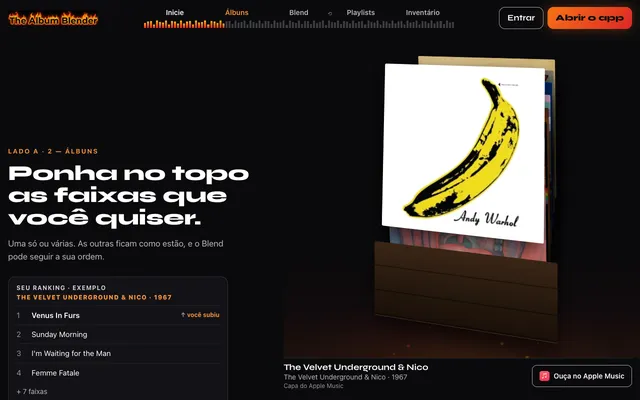 The Album Blender
Início
Álbuns
Blend
Playlists
Inventário
Entrar
Abrir o app
LADO A · 2 — ÁLBUNS
Ponha no topo
as faixas que
você quiser.
Uma só ou várias. As outras ficam como estão, e o Blend
pode seguir a sua ordem.
SEU RANKING · EXEMPLO
THE VELVET UNDERGROUND & NICO · 1967
1 Venus In Furs ↑ você subiu
2 Sunday Morning
3 I'm Waiting for the Man
4 Femme Fatale
+ 7 faixas
Andy Warhol
The Velvet Underground & Nico
The Velvet Underground & Nico · 1967
Capa do Apple Music
Ouça no Apple Music